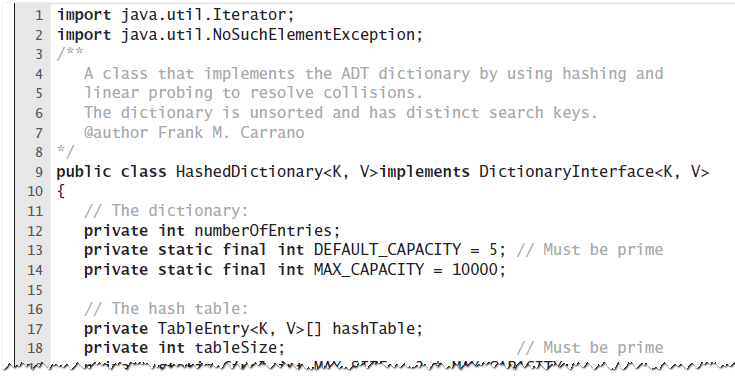 1 import java.util.Iterator;
2 import java.util.NoSuchElementException;
3 /**
4 A class that implements the ADT dictionary by using hashing and
5 linear probing to resolve collisions.
6 The dictionary is unsorted and has distinct search keys.
7 @author Frank M. Carrano
8 */
9 public class HashedDictionary<K, V>implements DictionaryInterface<K, V>
10 {
11 // The dictionary:
12 private int numberOfEntries;
13 private static final int DEFAULT_CAPACITY = 5; // Must be prime
14 private static final int MAX_CAPACITY = 10000;
15
16 // The hash table:
17 private TableEntry<K, V>[] hashTable;
18 private int tableSize; // Must be prime